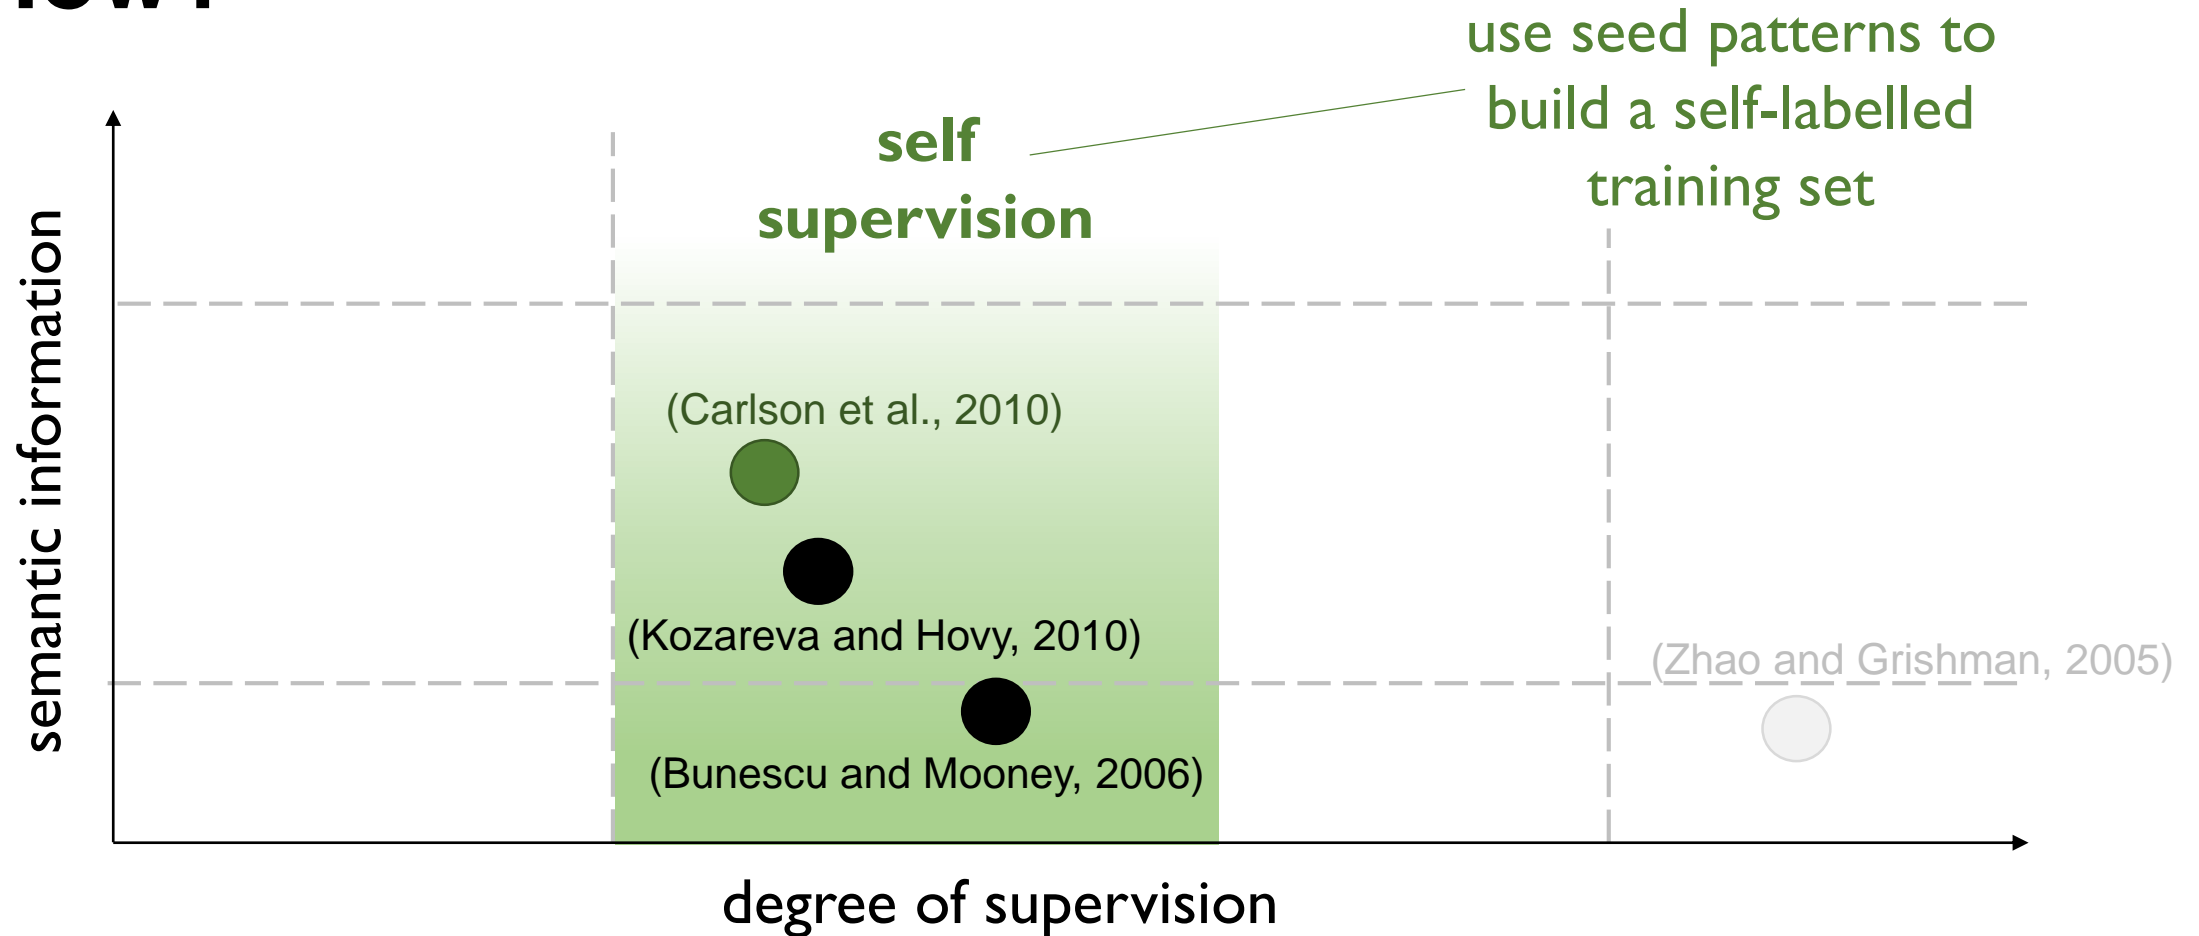 use seed patterns to
build a self-labelled
training set
self
supervision
semantic information
(Carlson et al., 2010)
(Kozareva and Hovy, 2010)
(Zhao and Grishman, 2005)
(Bunescu and Mooney, 2006)
degree of supervision